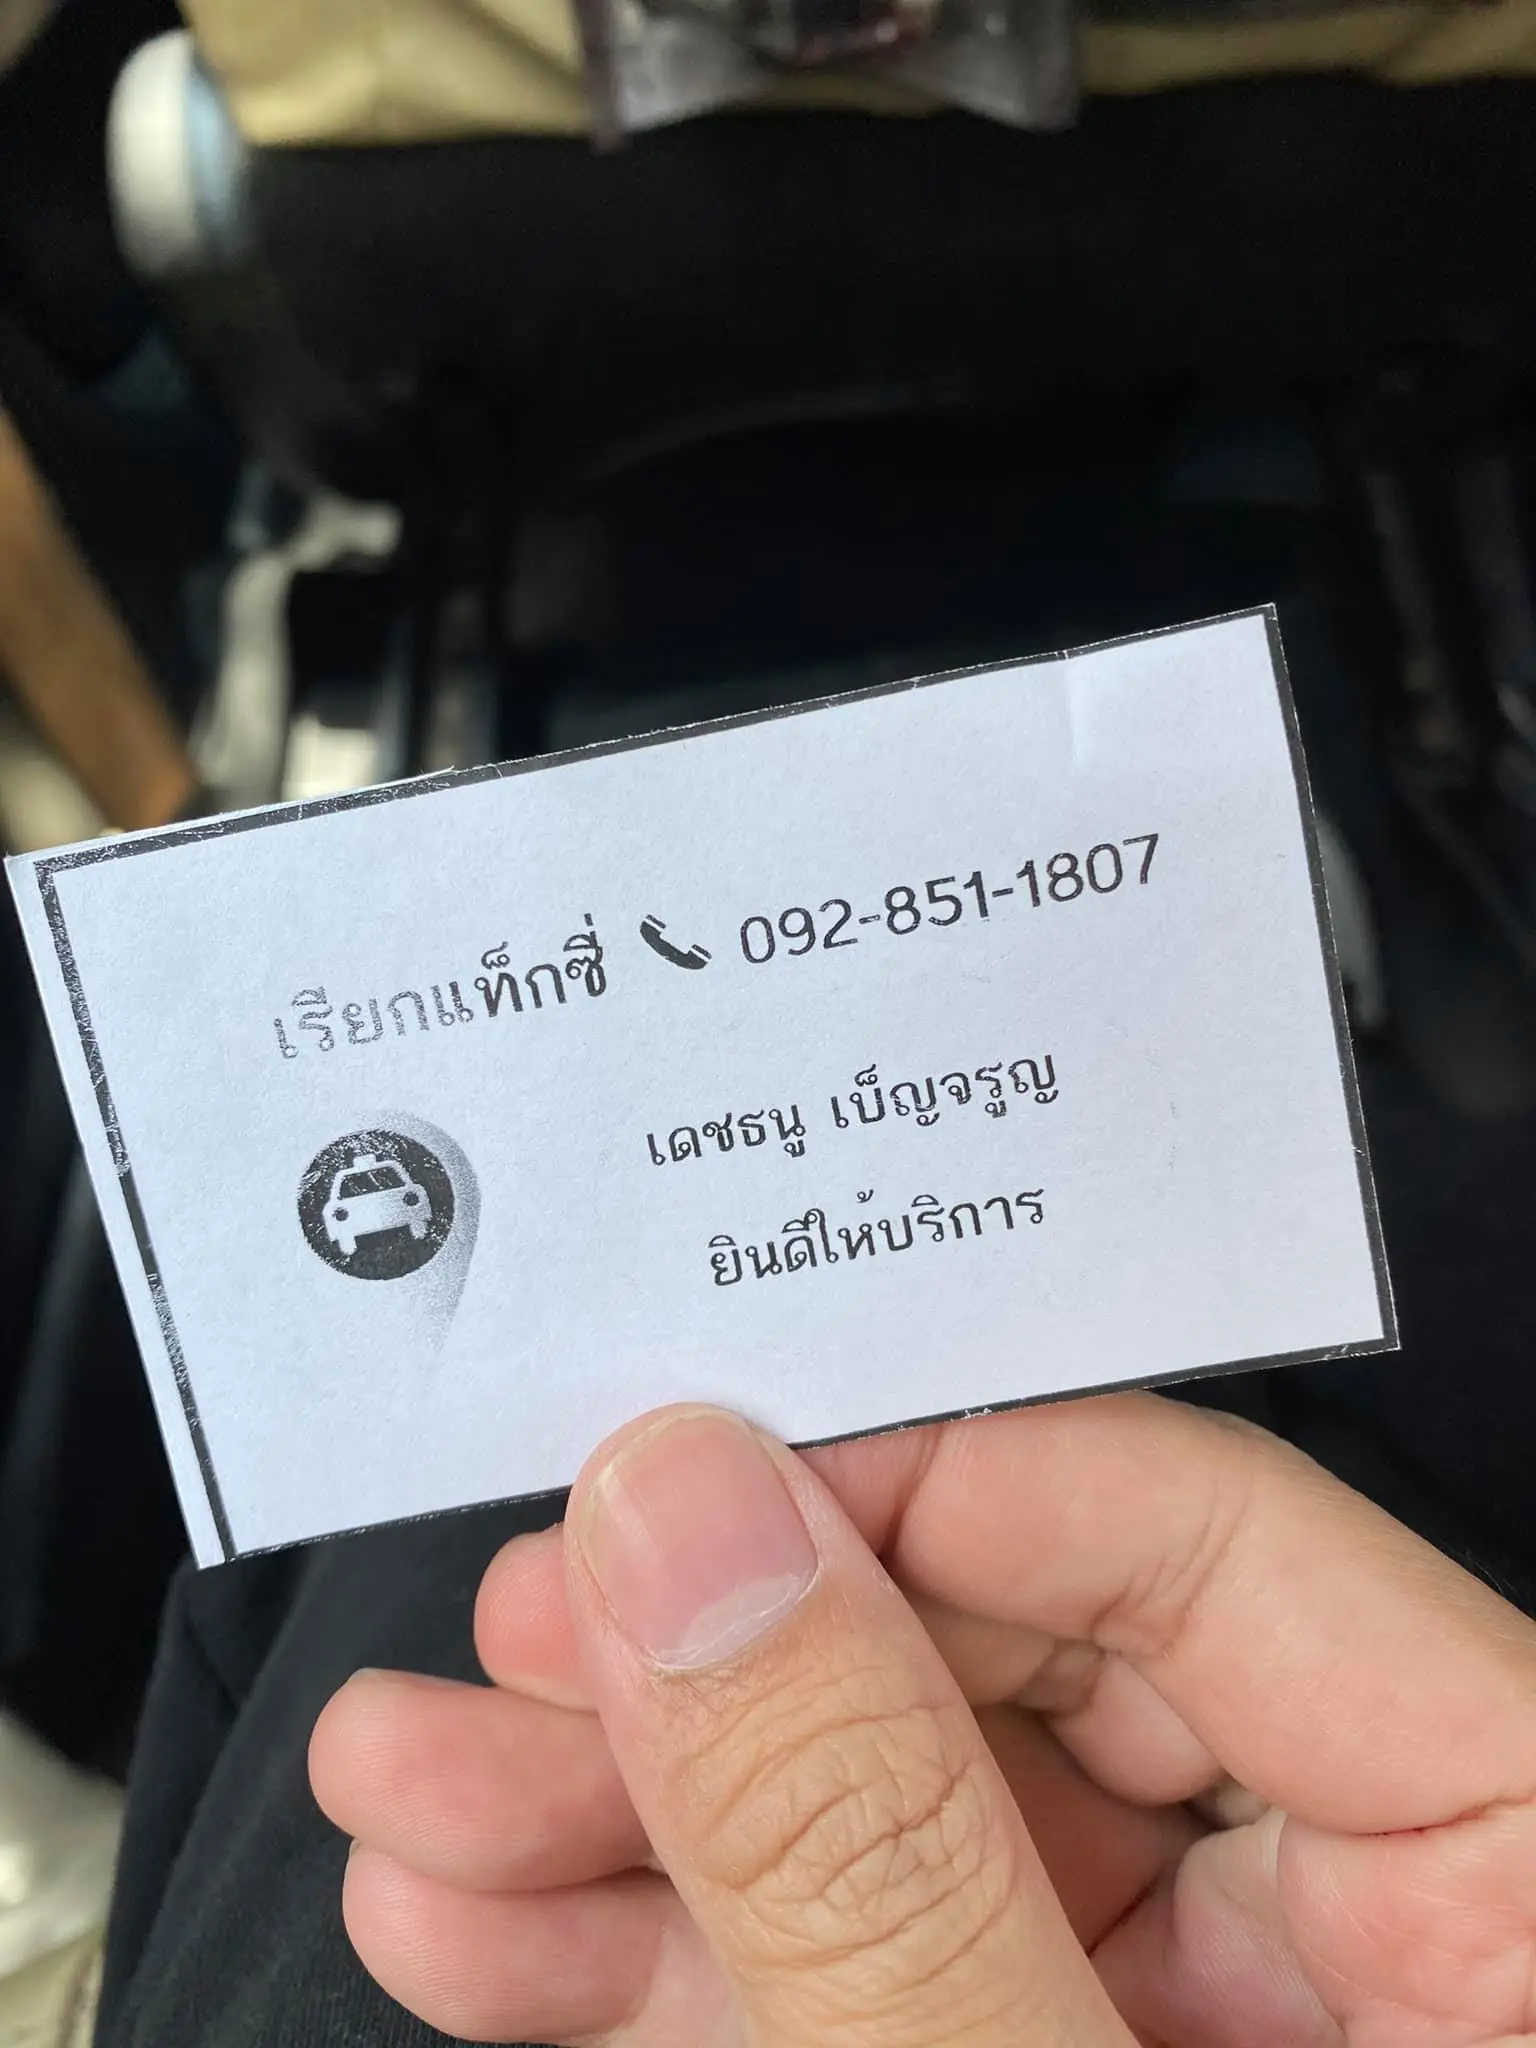 เรียกแท็กซี่ 092-851-1807
เดชธนู เบ็ญจรูญ
ยินดีให้บริการ